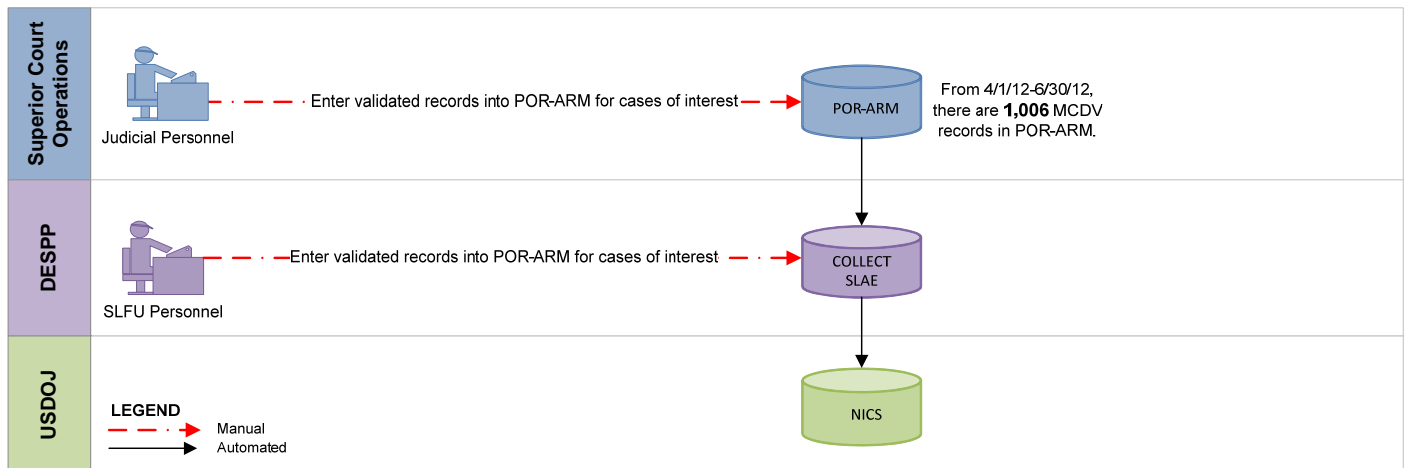 Superior Court
Operations
Judicial Personnel
Enter validated records into POR-ARM for cases of interest
POR-ARM
From 4/1/12-6/30/12,
there are 1,006 MCDV
records in POR-ARM.
DESPP
SLFU Personnel
Enter validated records into POR-ARM for cases of interest
COLLECT
SLAE
USDOJ
NICS
LEGEND
Manual
Automated